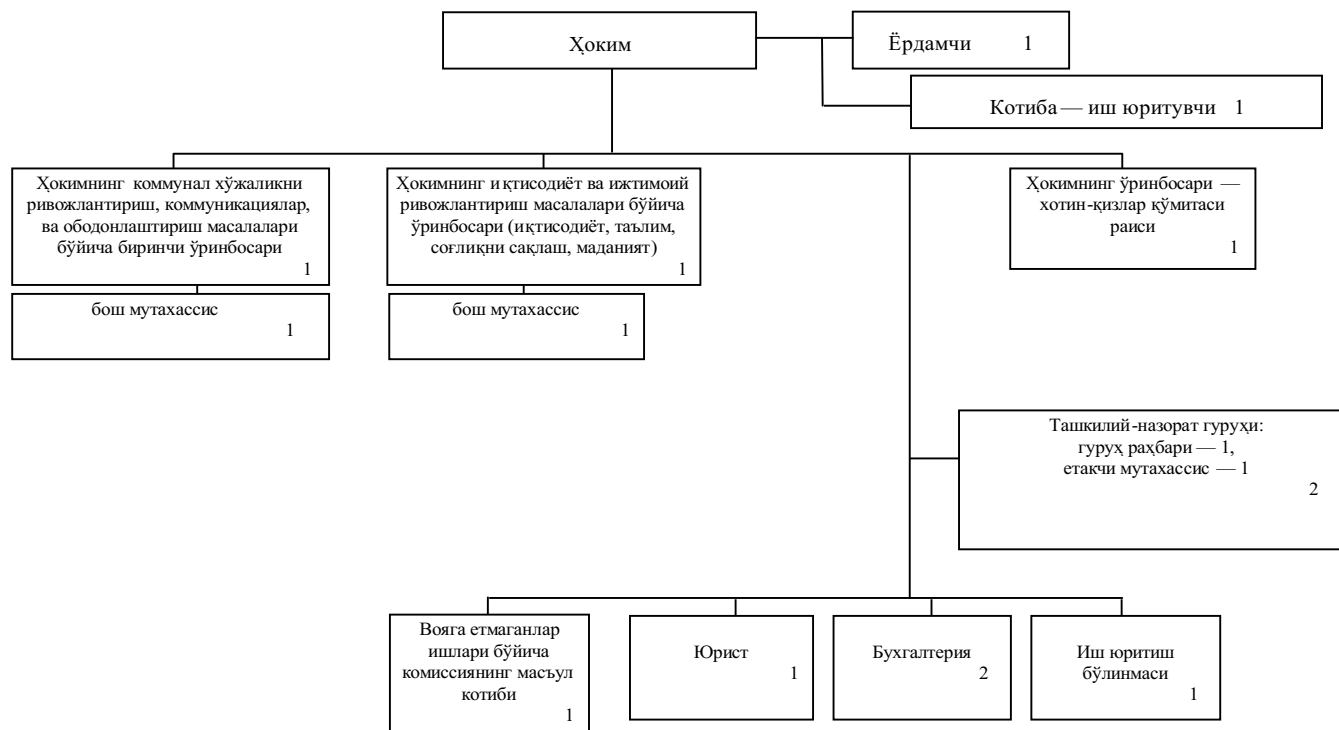 Ҳоким
Ёрдамчи 1
Котиба — иш юритувчи 1
Ҳокимнинг коммунал хўжаликни
ривожлантириш, коммуникациялар,
ва ободонлаштириш масалалари
бўйича биринчи ўринбосари
1
бош мутахассис
1
Ҳокимнинг иқтисодиёт ва ижтимоий
ривожлантириш масалалари бўйича
ўринбосари (иқтисодиёт, таълим,
соғлиқни сақлаш, маданият)
1
бош мутахассис
1
Ҳокимнинг ўринбосари —
хотин-қизлар қўмитаси
раиси
1
Ташкилий-назорат гуруҳи:
гуруҳ раҳбари — 1,
етакчи мутахассис — 1
2
Вояга етмаганлар
ишлари бўйича
комиссиянинг масъул
котиби
1
Юрист
1
Бухгалтерия
2
Иш юритиш
бўлинмаси
1